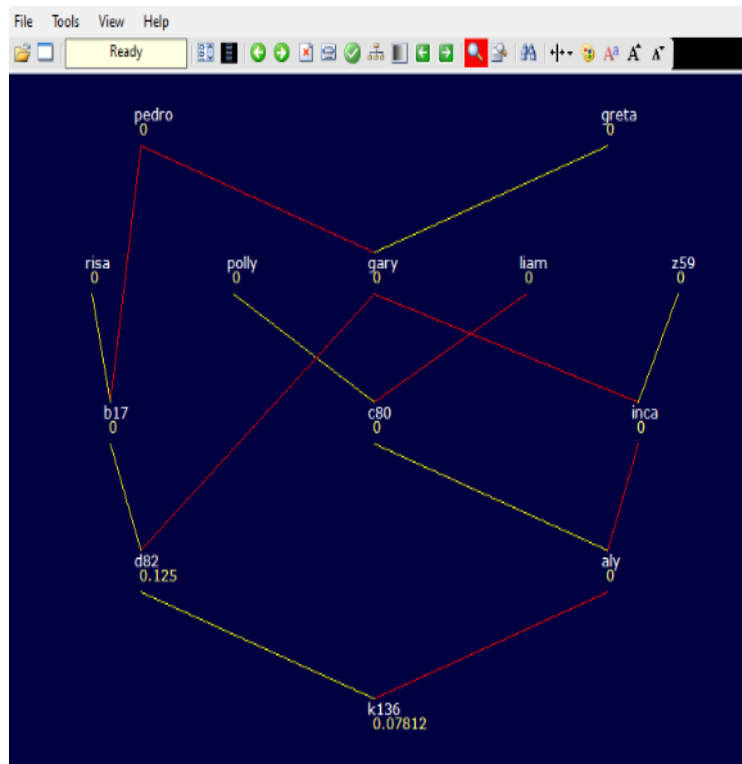 File Tools View Help
Ready
pedro greta
0 0
risa polly gary liam z59
0 0 0 0 0
b17 c80 inca
0 0 0
d82 aly
0.125 0
k136
0.07812